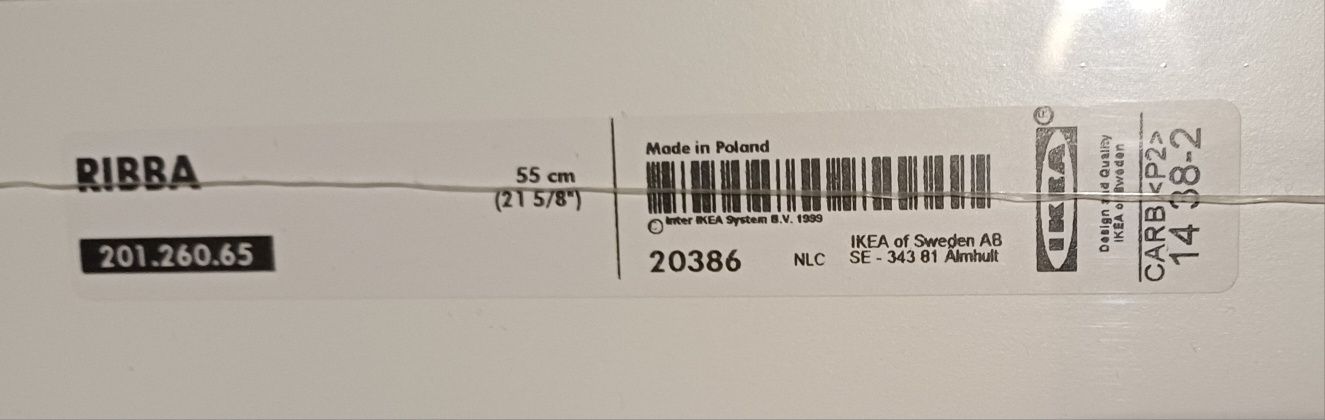 RIBBA
55 cm
(21 5/8")
201.260.65
Made in Poland
© Inter IKEA System B.V. 1999
20386
NLC
IKEA of Sweden AB
SE - 343 81 Älmhult
®
IKEA
Design and Quality
IKEA of Sweden
CARB <P2>
14 38-2